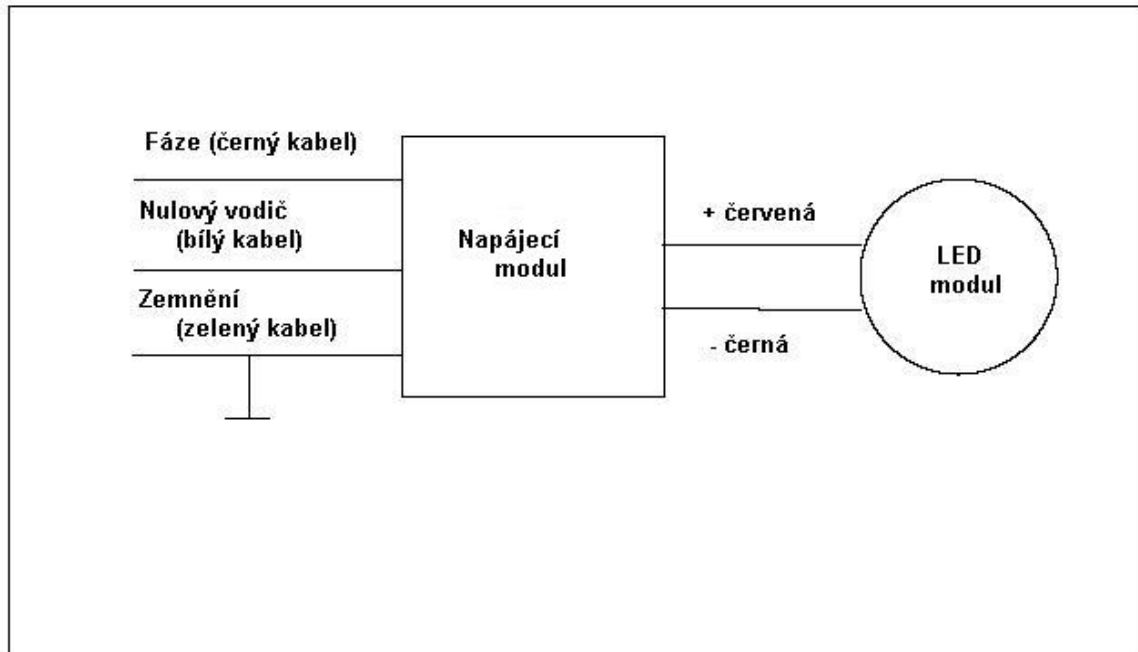 Fáze (černý kabel)
Nulový vodič
(bílý kabel)
Zemnění
(zelený kabel)
Napájecí
modul
+ červená
- černá
LED
modul